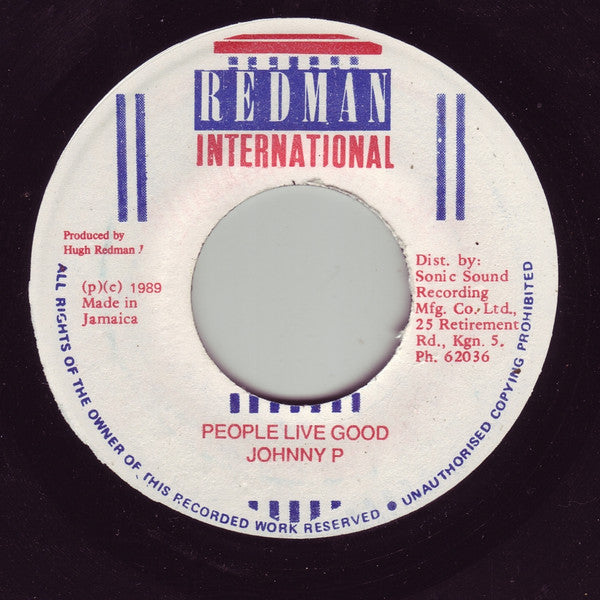 REDMAN
INTERNATIONAL
Produced by
Hugh Redman J
(p)(c) 1989
Made in
Jamaica
Dist. by:
Sonic Sound
Recording
Mfg. Co. Ltd.,
25 Retirement
Rd., Kgn. 5.
Ph. 62036
PEOPLE LIVE GOOD
JOHNNY P
ALL RIGHTS OF THE OWNER OF THIS RECORDED WORK RESERVED • UNAUTHORISED COPYING PROHIBITED